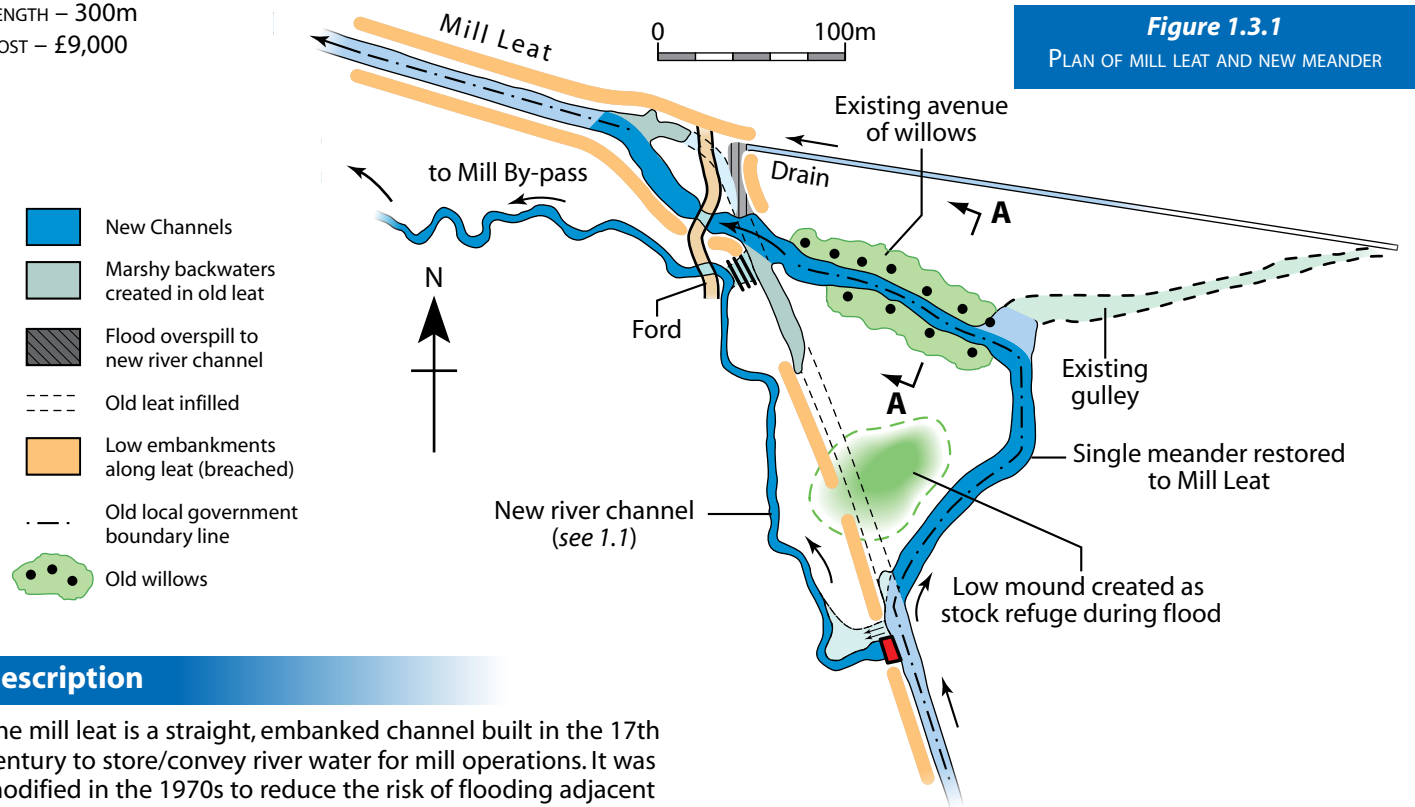 ENGTH – 300m
OST – £9,000
Mill Leat
0 100m
Figure 1.3.1
PLAN OF MILL LEAT AND NEW MEANDER
Existing avenue
of willows
to Mill By-pass
Drain
A
New Channels
Marshy backwaters
created in old leat
N
Flood overspill to
new river channel
Ford
Old leat infilled
Existing
gulley
A
Low embankments
along leat (breached)
Single meander restored
to Mill Leat
Old local government
boundary line
New river channel
(see 1.1)
Old willows
Low mound created as
stock refuge during flood
escription
he mill leat is a straight, embanked channel built in the 17th
entury to store/convey river water for mill operations. It was
odified in the 1970s to reduce the risk of flooding adjacent